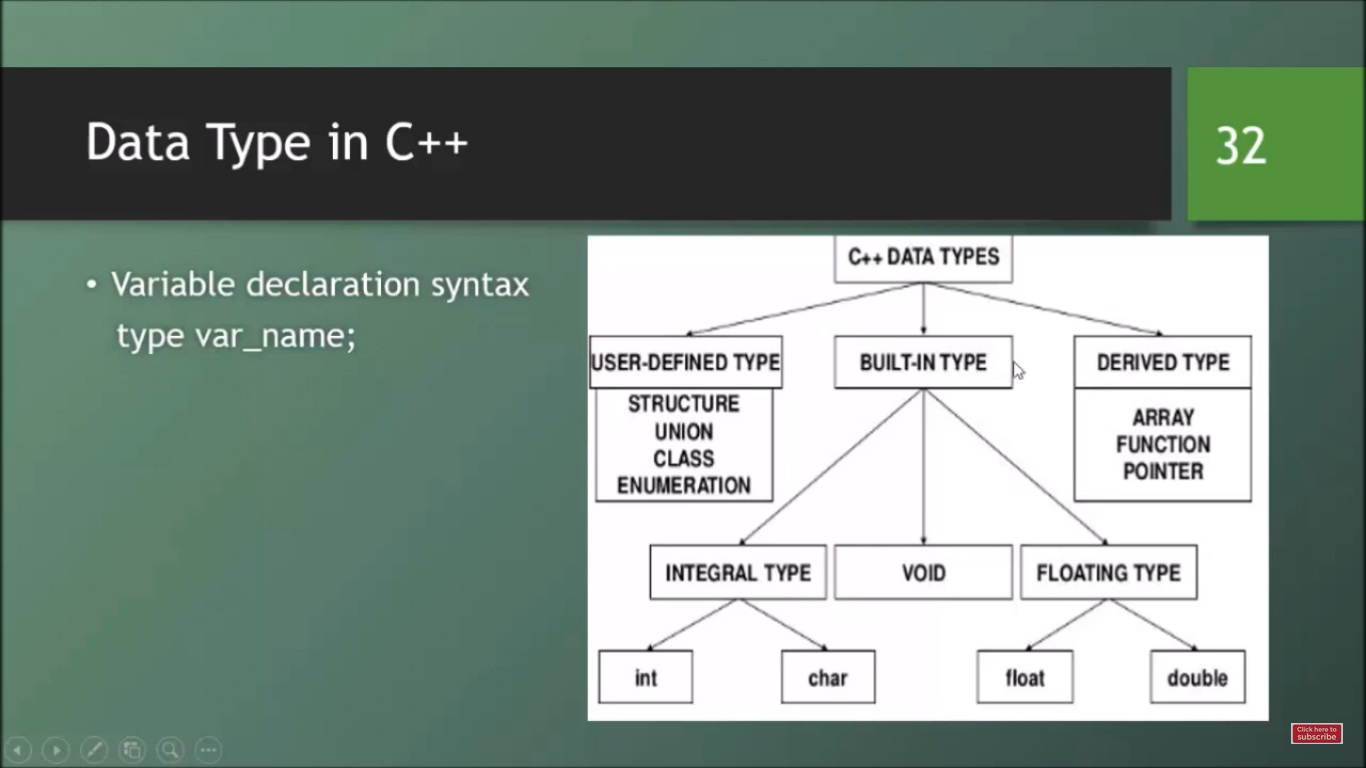 Data Type in C++
32
• Variable declaration syntax
type var_name;
C++ DATA TYPES
USER-DEFINED TYPE
STRUCTURE
UNION
CLASS
ENUMERATION
BUILT-IN TYPE
DERIVED TYPE
ARRAY
FUNCTION
POINTER
INTEGRAL TYPE
VOID
FLOATING TYPE
int
char
float
double
Click here to
subscribe